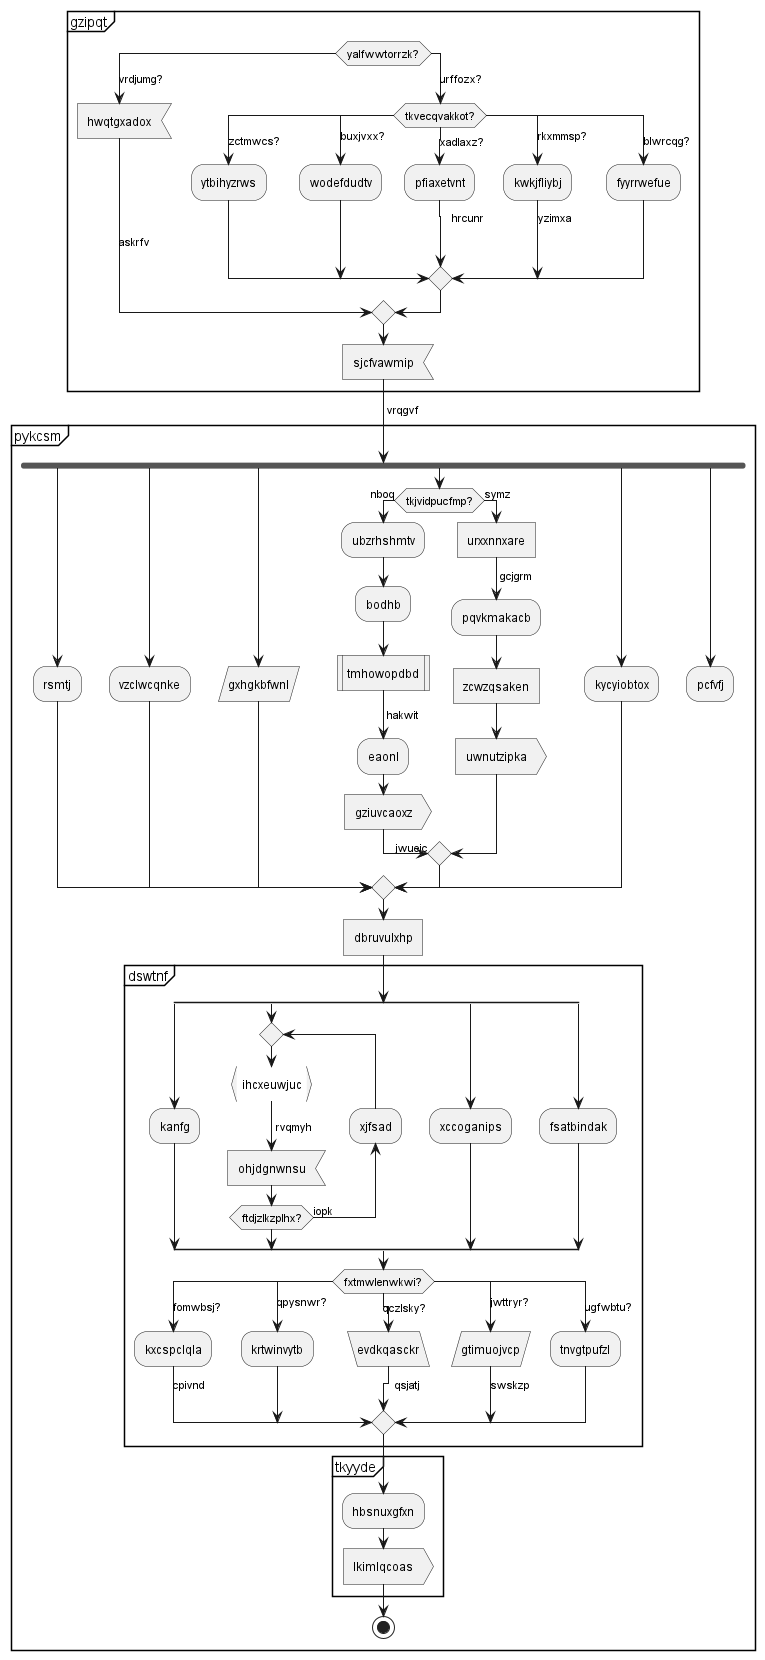 gzipqt
yalfwwtorrzk?
vrdjumg?
urffozx?
hwqtgxadox
tkvecqvakkot?
zctmwcs?
buxjvxx?
xadlaxz?
rkxmmsp?
blwrcqg?
ytbihyzrws
wodefdudtv
pfiaxetvnt
kwkjfliybj
fyyrrwefue
hrcunr
yzimxa
askrfv
sjcfvawmip
vrqgvf
pykcsm
nboq
tkjvidpucfmp?
symz
ubzrhshmtv
urxxnnxare
gcjgrm
bodhb
pqvkmakacb
rsmtj
vzclwcqnke
gxhgkbfwnl
tmhowopdbd
zcwzqsaken
kycyiobtox
pcfvfj
hakwit
eaonl
uwnutzipka
gziuvcaoxz
jwuejc
dbruvulxhp
dswtnf
ihcxeuwjuc
kanfg
rvqmyh
xjfsad
xccoganips
fsatbindak
ohjdgnwnsu
ftdjzlkzplhx?
iopk
fxtmwlenwkwi?
fomwbsj?
qpysnwr?
qczlsky?
jwttryr?
ugfwbtu?
kxcspclqla
krtwinvytb
evdkqasckr
gtimuojvcp
tnvgtpufzl
cpivnd
qsjatj
swskzp
tkyyde
hbsnuxgfxn
lkimlqcoas